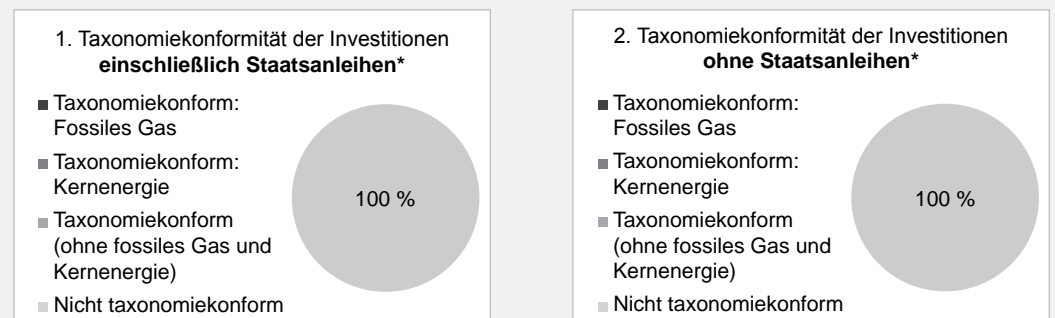 1. Taxonomiekonformität der Investitionen
einschließlich Staatsanleihen*
Taxonomiekonform:
Fossiles Gas
Taxonomiekonform:
Kernenergie
Taxonomiekonform
(ohne fossiles Gas und
Kernenergie)
Nicht taxonomiekonform
100 %
2. Taxonomiekonformität der Investitionen
ohne Staatsanleihen*
Taxonomiekonform:
Fossiles Gas
Taxonomiekonform:
Kernenergie
Taxonomiekonform
(ohne fossiles Gas und
Kernenergie)
Nicht taxonomiekonform
100 %